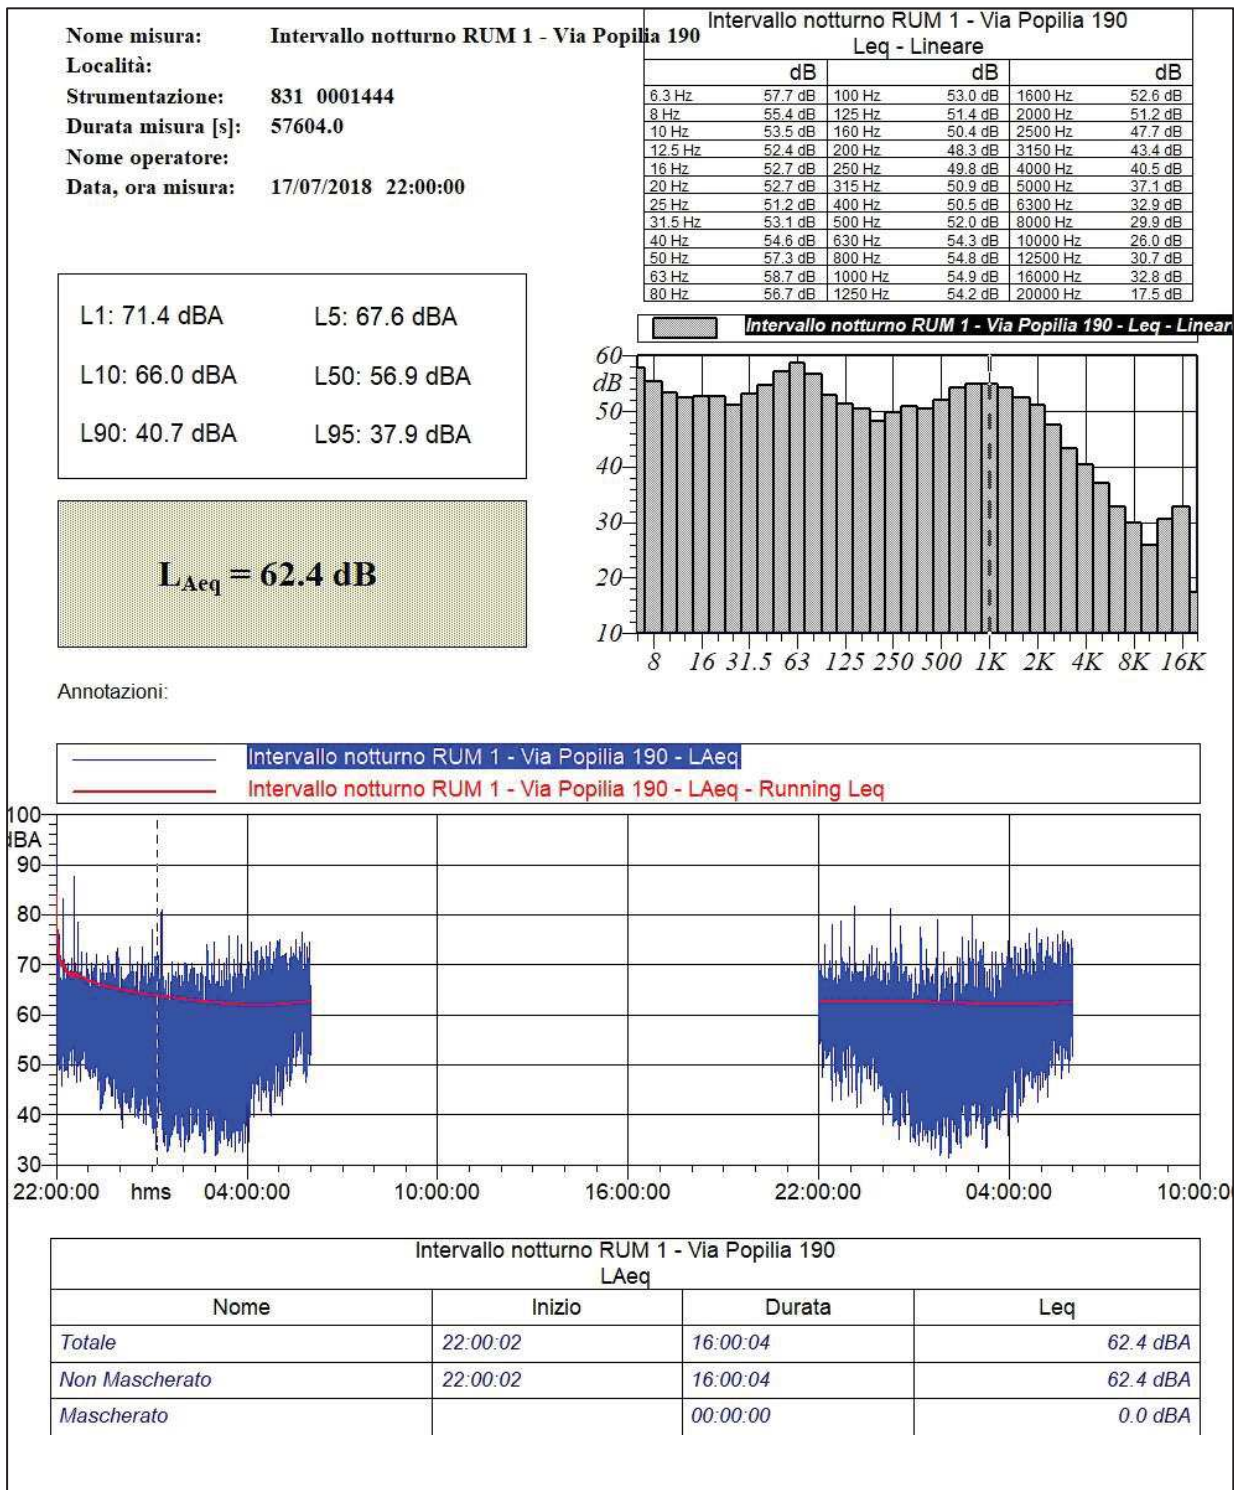 Nome misura: Intervallo notturno RUM 1 - Via Popilia 190
Località:
Strumentazione: 831 0001444
Durata misura [s]: 57604.0
Nome operatore:
Data, ora misura: 17/07/2018 22:00:00
Intervallo notturno RUM 1 - Via Popilia 190
Leq - Lineare
dB dB dB
6.3 Hz 57.7 dB 100 Hz 53.0 dB 1600 Hz 52.6 dB
8 Hz 55.4 dB 125 Hz 51.4 dB 2000 Hz 51.2 dB
10 Hz 53.5 dB 160 Hz 50.4 dB 2500 Hz 47.7 dB
12.5 Hz 52.4 dB 200 Hz 48.3 dB 3150 Hz 43.4 dB
16 Hz 52.7 dB 250 Hz 49.8 dB 4000 Hz 40.5 dB
20 Hz 52.7 dB 315 Hz 50.9 dB 5000 Hz 37.1 dB
25 Hz 51.2 dB 400 Hz 50.5 dB 6300 Hz 32.9 dB
31.5 Hz 53.1 dB 500 Hz 52.0 dB 8000 Hz 29.9 dB
40 Hz 54.6 dB 630 Hz 54.3 dB 10000 Hz 26.0 dB
50 Hz 57.3 dB 800 Hz 54.8 dB 12500 Hz 30.7 dB
63 Hz 58.7 dB 1000 Hz 54.9 dB 16000 Hz 32.8 dB
80 Hz 56.7 dB 1250 Hz 54.2 dB 20000 Hz 17.5 dB
L1: 71.4 dBA L5: 67.6 dBA
L10: 66.0 dBA L50: 56.9 dBA
L90: 40.7 dBA L95: 37.9 dBA
LAeq = 62.4 dB
Intervallo notturno RUM 1 - Via Popilia 190 - Leq - Linear
60
dB
50
40
30
20
10
8 16 31.5 63 125 250 500 1K 2K 4K 8K 16K
Annotazioni:
Intervallo notturno RUM 1 - Via Popilia 190 - LAeq
Intervallo notturno RUM 1 - Via Popilia 190 - LAeq - Running Leq
100
dBA
90
80
70
60
50
40
30
22:00:00 hms 04:00:00 10:00:00 16:00:00 22:00:00 04:00:00 10:00:0
Intervallo notturno RUM 1 - Via Popilia 190
LAeq
Nome Inizio Durata Leq
Totale 22:00:02 16:00:04 62.4 dBA
Non Mascherato 22:00:02 16:00:04 62.4 dBA
Mascherato 00:00:00 0.0 dBA